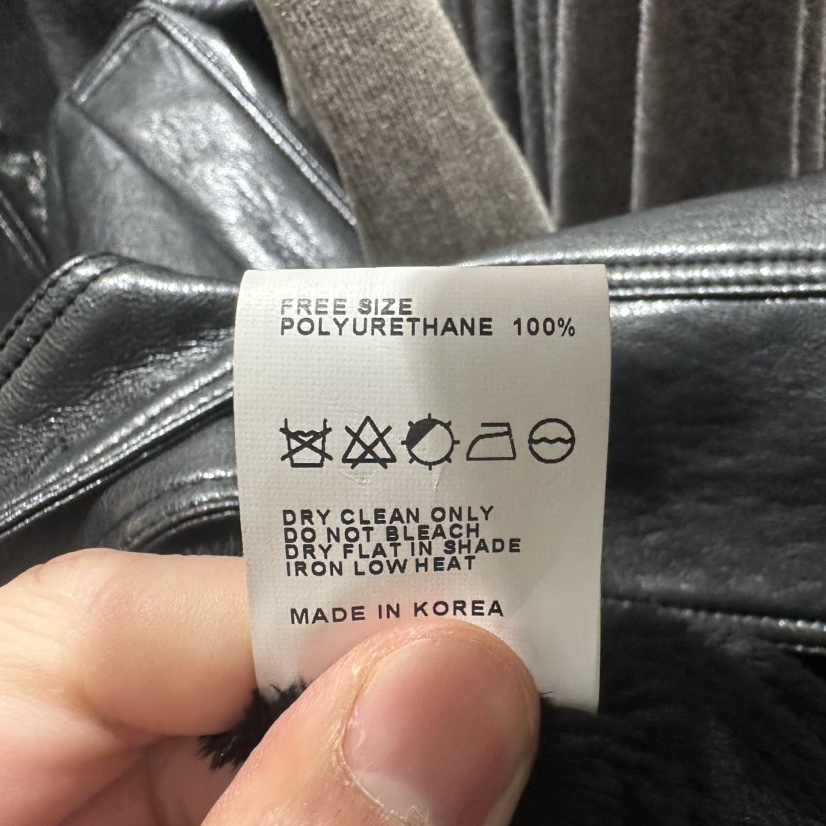 FREE SIZE
POLYURETHANE 100%
DRY CLEAN ONLY
DO NOT BLEACH
DRY FLAT IN SHADE
IRON LOW HEAT
MADE IN KOREA